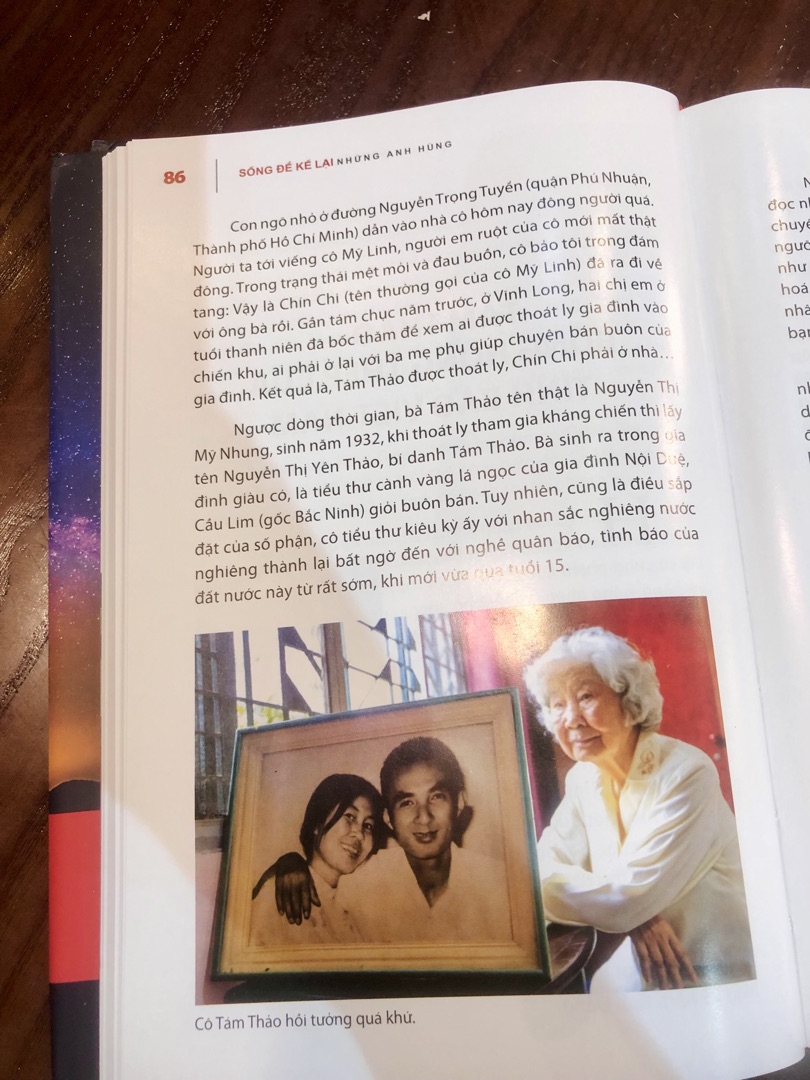 86
SỐNG ĐỂ KỂ LẠI NHỮNG ANH HÙNG
Con ngõ nhỏ ở đường Nguyễn Trọng Tuyển (quận Phú Nhuận,
Thành phố Hồ Chí Minh) dẫn vào nhà cô hôm nay đông người quá.
Người ta tới viếng cô Mỹ Linh, người em ruột của cô mới mất thật
đông. Trong trạng thái mệt mỏi và đau buồn, cô bảo tôi trong đám
tang: Vậy là Chín Chi (tên thường gọi của cô Mỹ Linh) đã ra đi về
với ông bà rồi. Gần tám chục năm trước, ở Vĩnh Long, hai chị em ở
tuổi thanh niên đã bốc thăm để xem ai được thoát ly gia đình vào
chiến khu, ai phải ở lại với ba mẹ phụ giúp chuyện bán buôn của
gia đình. Kết quả là, Tám Thảo được thoát ly, Chín Chi phải ở nhà...
Ngược dòng thời gian, bà Tám Thảo tên thật là Nguyễn Thị
Mỹ Nhung, sinh năm 1932, khi thoát ly tham gia kháng chiến thì lấy
tên Nguyễn Thị Yên Thảo, bí danh Tám Thảo. Bà sinh ra trong gia
đình giàu có, là tiểu thư cành vàng lá ngọc của gia đình Nội Duệ,
Cầu Lim (gốc Bắc Ninh) giỏi buôn bán. Tuy nhiên, cũng là điều sắp
đặt của số phận, cô tiểu thư kiêu kỳ ấy với nhan sắc nghiêng nước
nghiêng thành lại bất ngờ đến với nghề quân báo, tình báo của
đất nước này từ rất sớm, khi mới vừa qua tuổi 15.
Cô Tám Thảo hồi tưởng quá khứ.
đọc
chuyệ
ngườ
như
hoá
nhà
bạn